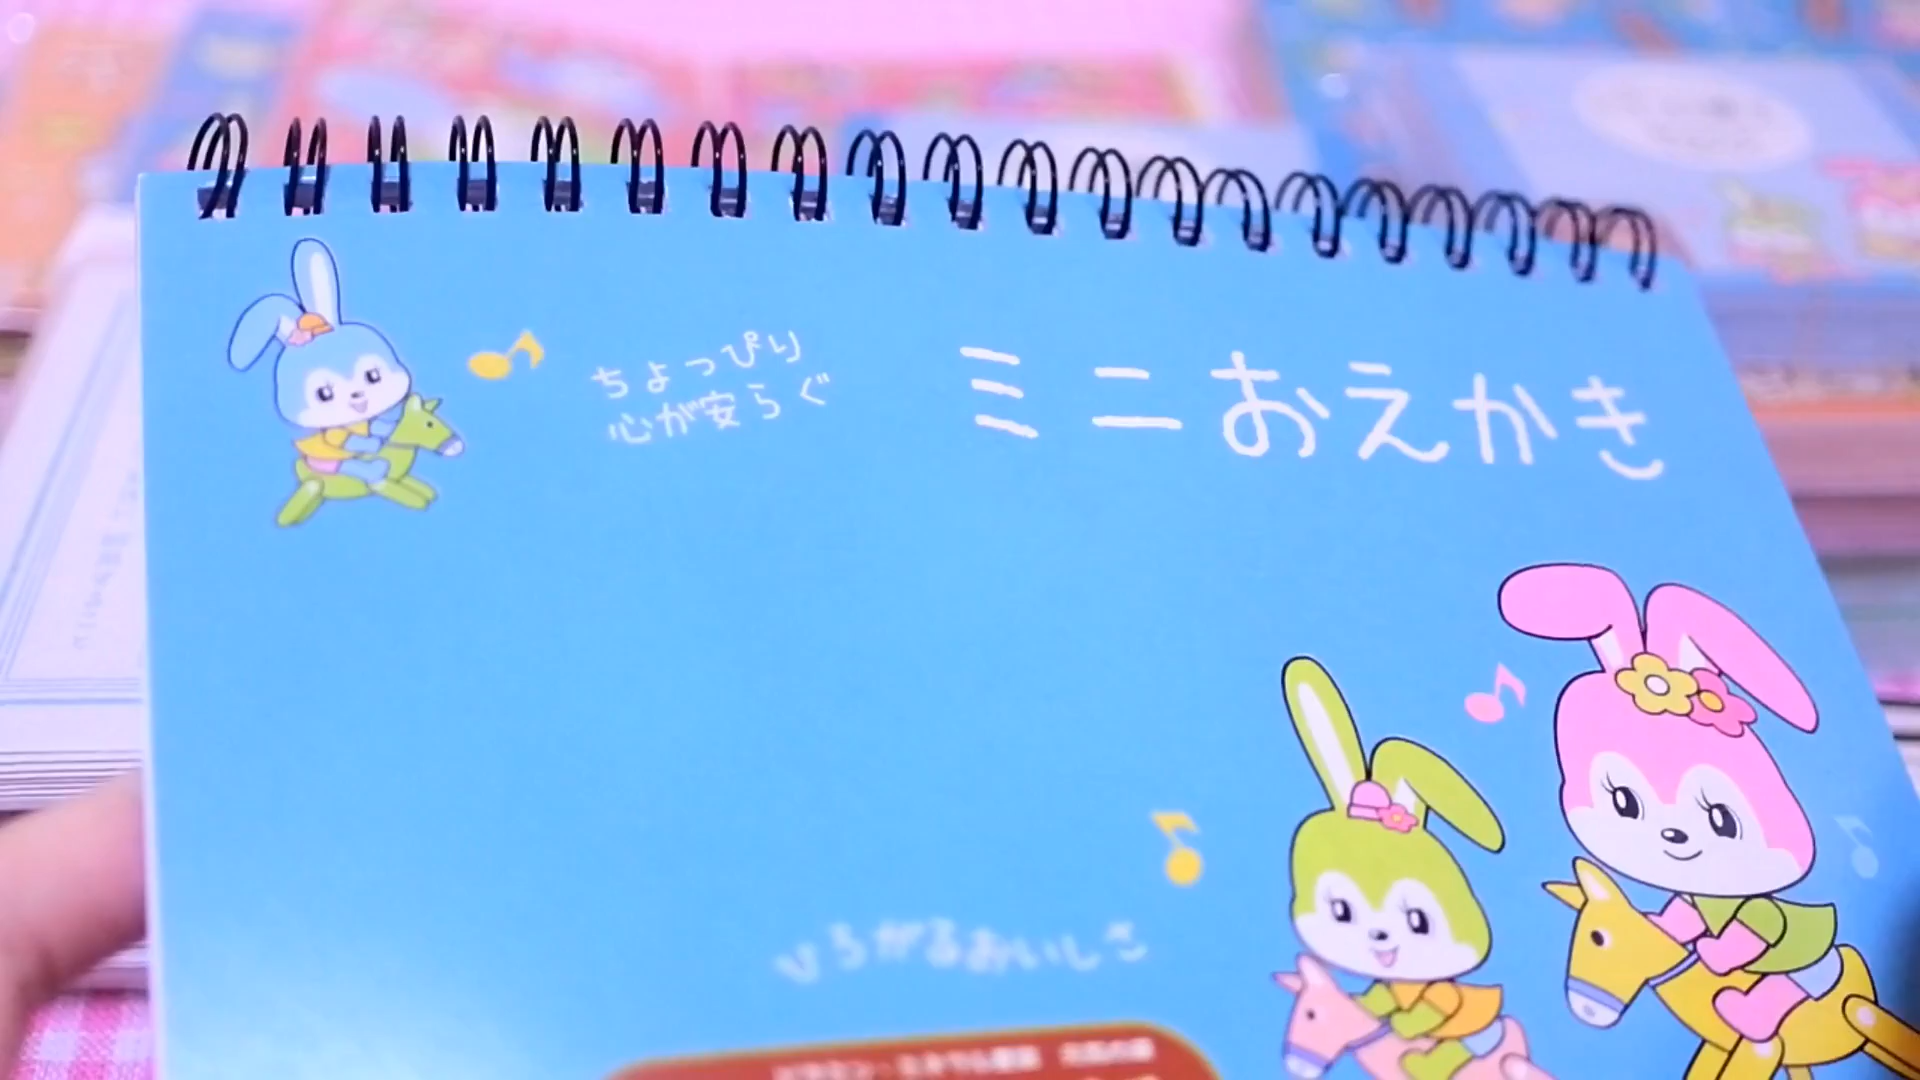 ちょっぴり
心が安らぐ
ミニおえかき
ひろがるおいしさ